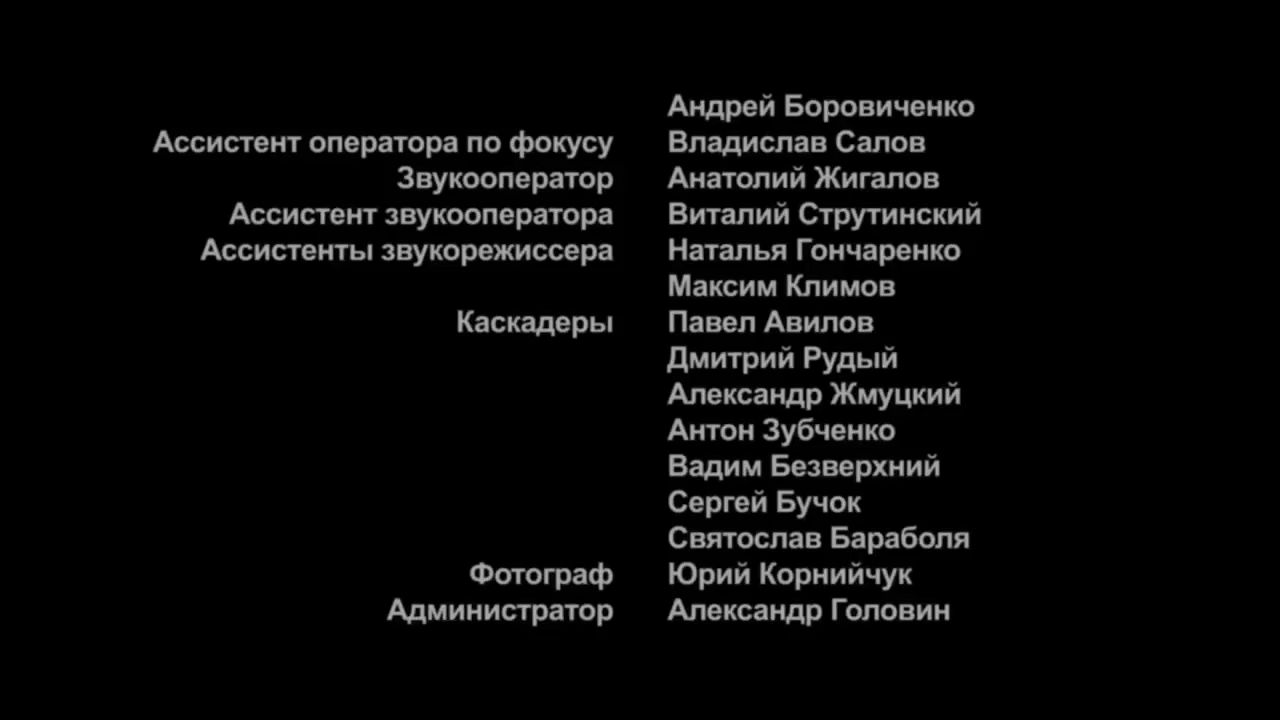 Андрей Боровиченко
Ассистент оператора по фокусу Владислав Салов
Звукооператор Анатолий Жигалов
Ассистент звукооператора Виталий Струтинский
Ассистенты звукорежиссера Наталья Гончаренко
Максим Климов
Каскадеры Павел Авилов
Дмитрий Рудый
Александр Жмуцкий
Антон Зубченко
Вадим Безверхний
Сергей Бучок
Святослав Бараболя
Фотограф Юрий Корнийчук
Администратор Александр Головин